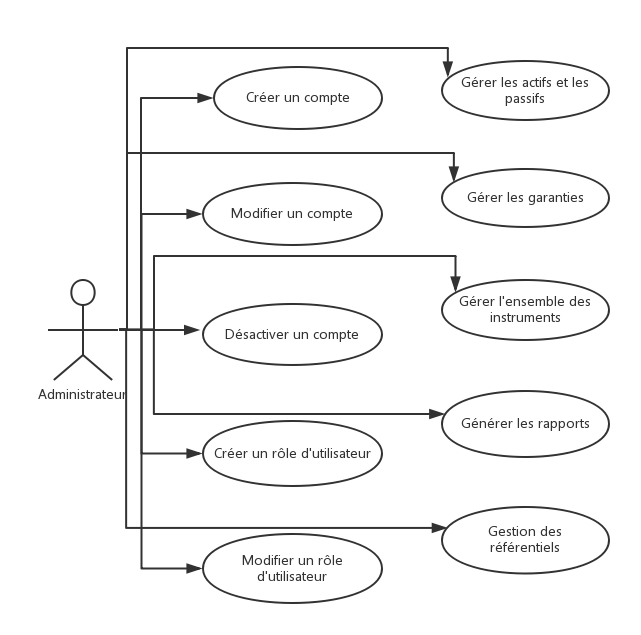 Gérer les actifs et les
passifs
Créer un compte
Gérer les garanties
Modifier un compte
Gérer l'ensemble des
instruments
Désactiver un compte
Administrateur
Générer les rapports
Créer un rôle d'utilisateur
Gestion des
référentiels
Modifier un rôle
d'utilisateur